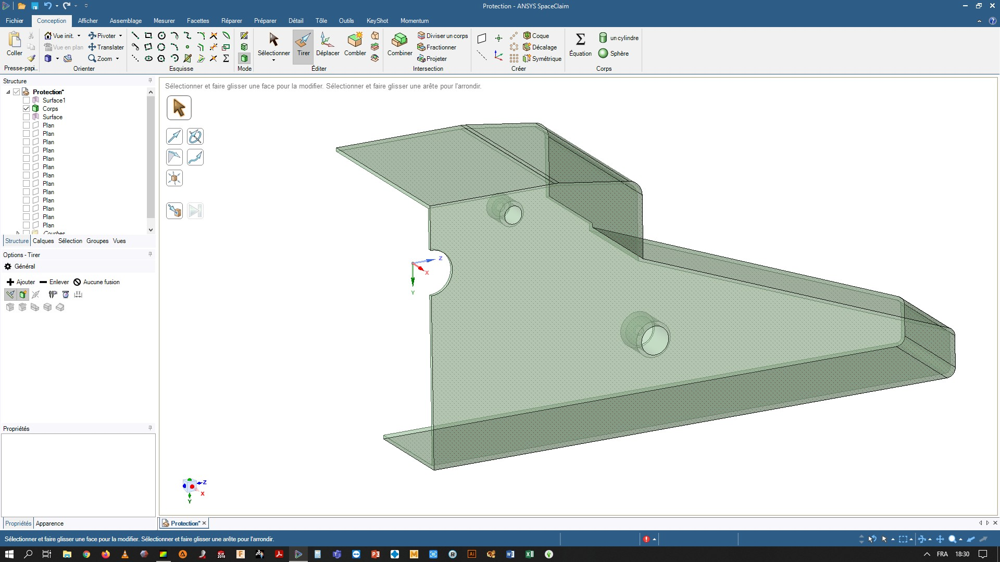 Protection - ANSYS SpaceClaim
Fichier Conception Afficher Assemblage Mesurer Facettes Réparer Préparer Détail Tôle Outils KeyShot Momentum
Coller
Presse-papi...
Vue init. Pivoter
Vue en plan Translater
Zoom
Orienter
Esquisse
Mode
Sélectionner Tirer Déplacer Combler
Éditer
Combiner
Diviser un corps
Fractionner
Projeter
Intersection
Coque
Décalage
Symétrique
Créer
Équation
un cylindre
Sphère
Corps
Structure
Protection*
Surface1
Corps
Surface
Plan
Plan
Plan
Plan
Plan
Plan
Plan
Plan
Plan
Plan
Plan
Plan
Plan
Couches
Structure Calques Sélection Groupes Vues
Options - Tirer
Général
Ajouter Enlever Aucune fusion
Propriétés
Propriétés Apparence
Sélectionner et faire glisser une face pour la modifier. Sélectionner et faire glisser une arête pour l'arrondir.
Z
X
Y
Z
X
Y
Protection*
Sélectionner et faire glisser une face pour la modifier. Sélectionner et faire glisser une arête pour l'arrondir.
2018
FRA 18:30